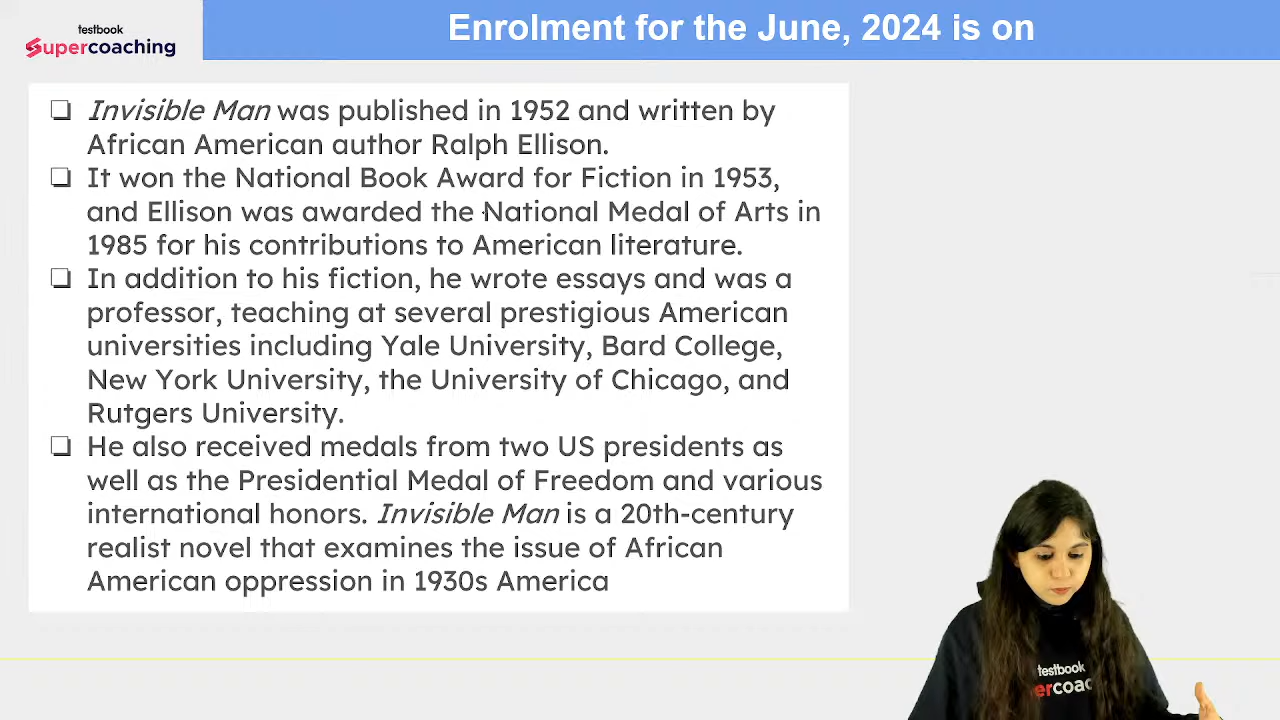 testbook
Supercoaching
Enrolment for the June, 2024 is on
❏ Invisible Man was published in 1952 and written by
African American author Ralph Ellison.
❏ It won the National Book Award for Fiction in 1953,
and Ellison was awarded the National Medal of Arts in
1985 for his contributions to American literature.
❏ In addition to his fiction, he wrote essays and was a
professor, teaching at several prestigious American
universities including Yale University, Bard College,
New York University, the University of Chicago, and
Rutgers University.
❏ He also received medals from two US presidents as
well as the Presidential Medal of Freedom and various
international honors. Invisible Man is a 20th-century
realist novel that examines the issue of African
American oppression in 1930s America
testbook
ercoac